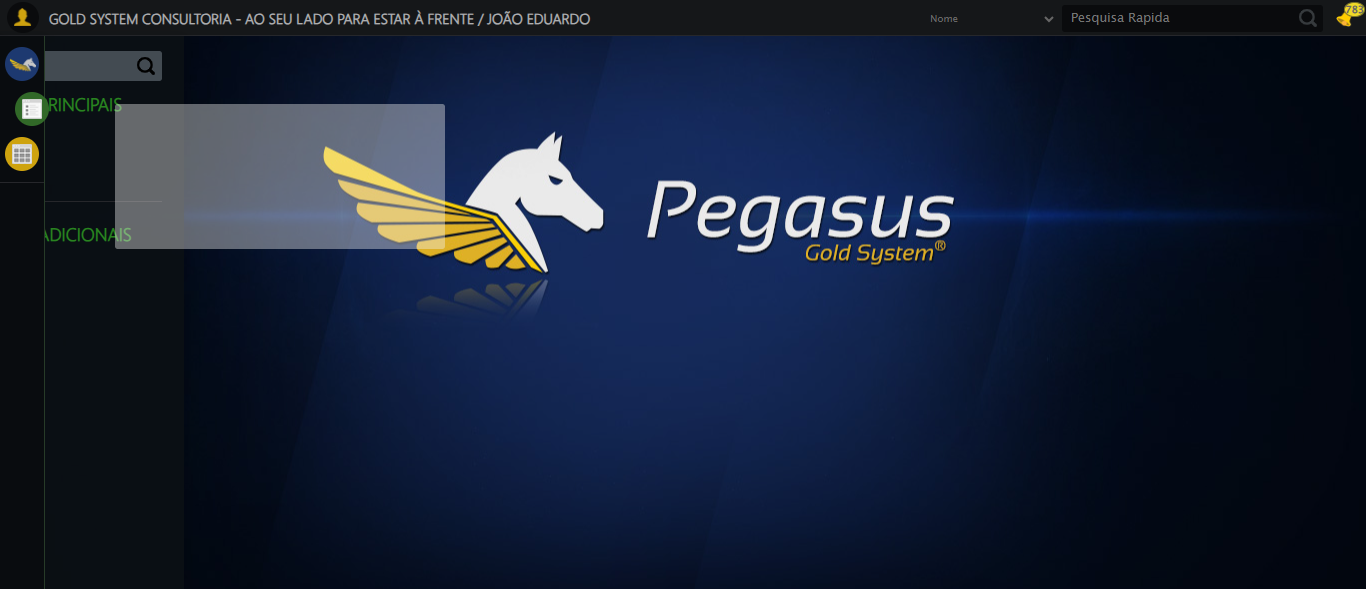 GOLD SYSTEM CONSULTORIA - AO SEU LADO PARA ESTAR À FRENTE / JOÃO EDUARDO
Nome
Pesquisa Rapida
783
RINCIPAIS
ADICIONAIS
Pegasus
Gold System®